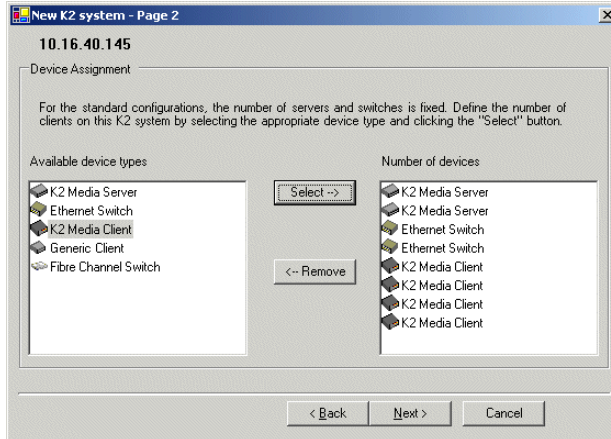 New K2 system - Page 2
10.16.40.145
Device Assignment
For the standard configurations, the number of servers and switches is fixed. Define the number of
clients on this K2 system by selecting the appropriate device type and clicking the "Select" button.
Available device types
Number of devices
K2 Media Server
Ethernet Switch
K2 Media Client
Generic Client
Fibre Channel Switch
Select -->
<-- Remove
K2 Media Server
K2 Media Server
Ethernet Switch
Ethernet Switch
K2 Media Client
K2 Media Client
K2 Media Client
K2 Media Client
< Back
Next >
Cancel